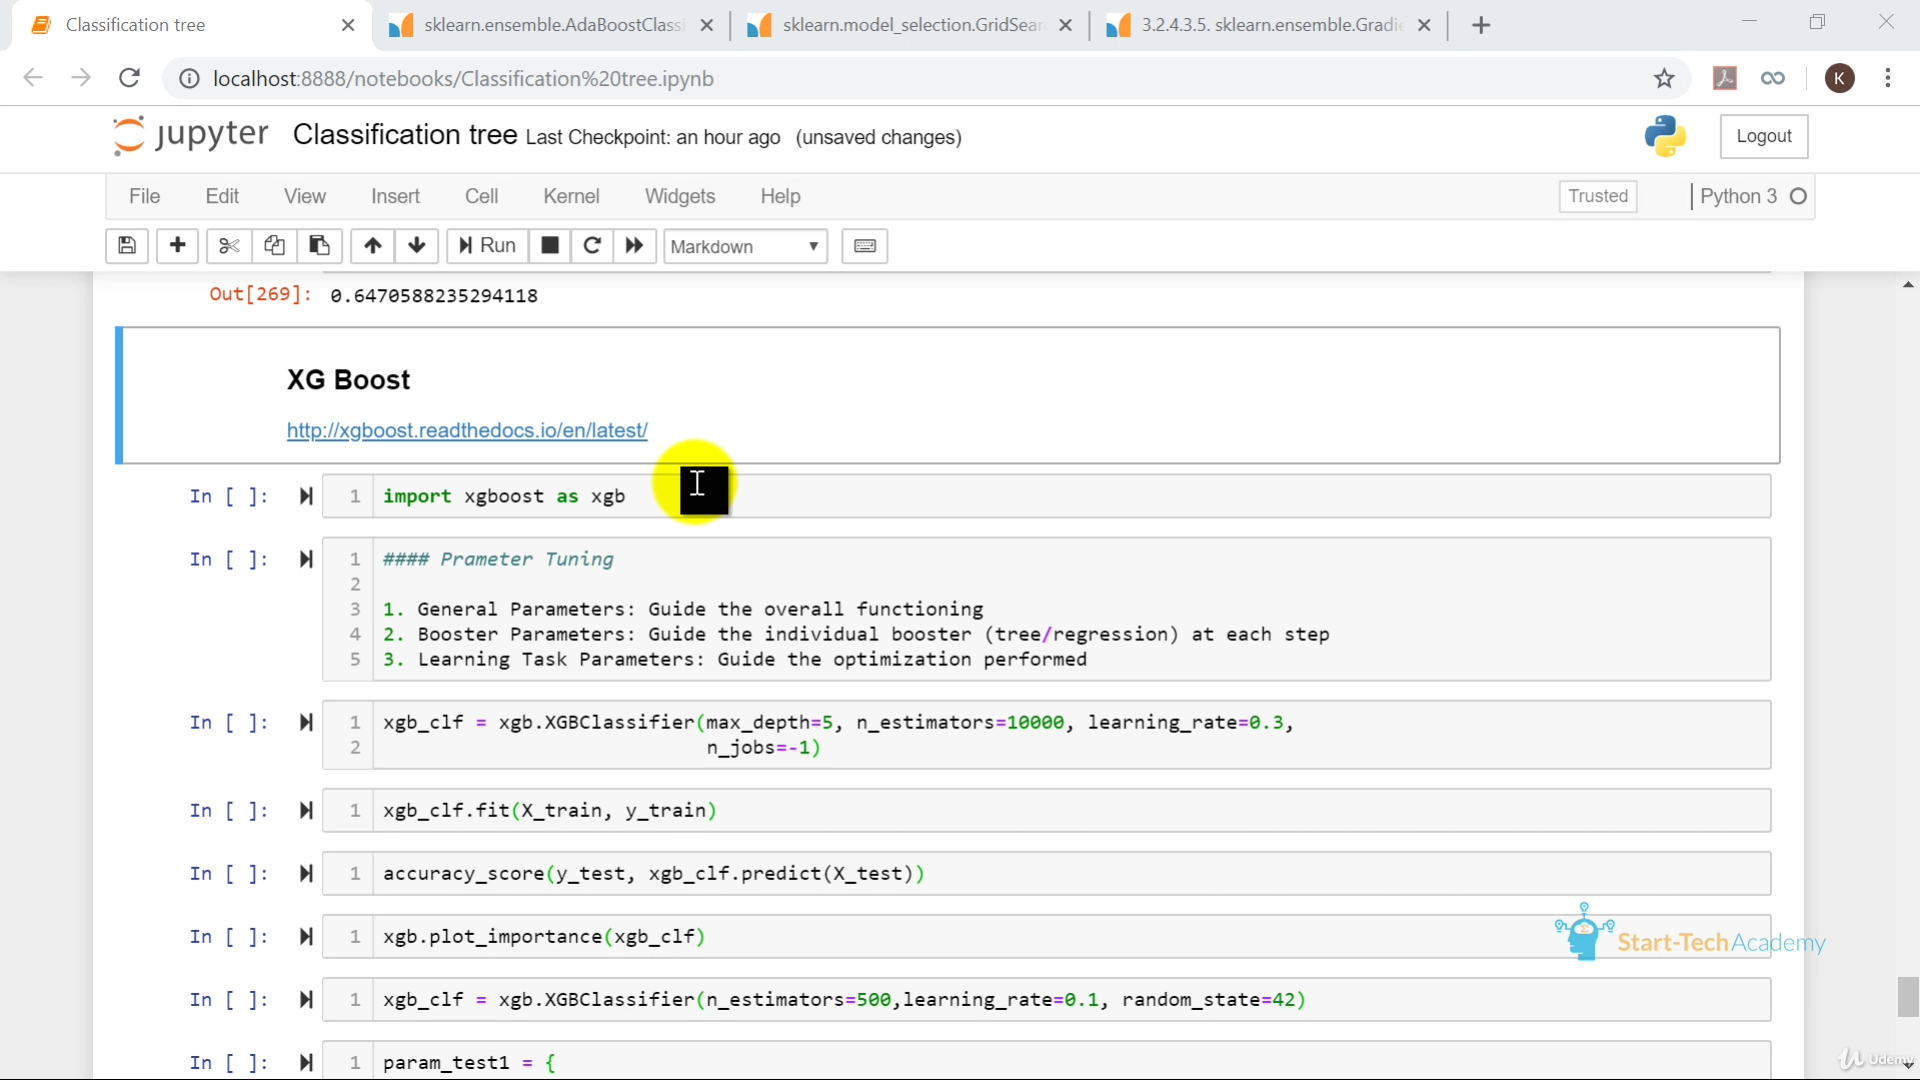 Classification tree
sklearn.ensemble.AdaBoostClassi
sklearn.model_selection.GridSear
3.2.4.3.5. sklearn.ensemble.Gradie
localhost:8888/notebooks/Classification%20tree.ipynb
K
jupyter Classification tree Last Checkpoint: an hour ago (unsaved changes)
Logout
File Edit View Insert Cell Kernel Widgets Help
Trusted
Python 3
Run
Markdown
Out[269]: 0.6470588235294118
XG Boost
http://xgboost.readthedocs.io/en/latest/
In [ ]: 1 import xgboost as xgb
In [ ]: 1 #### Prameter Tuning
2
3 1. General Parameters: Guide the overall functioning
4 2. Booster Parameters: Guide the individual booster (tree/regression) at each step
5 3. Learning Task Parameters: Guide the optimization performed
In [ ]: 1 xgb_clf = xgb.XGBClassifier(max_depth=5, n_estimators=10000, learning_rate=0.3,
2 n_jobs=-1)
In [ ]: 1 xgb_clf.fit(X_train, y_train)
In [ ]: 1 accuracy_score(y_test, xgb_clf.predict(X_test))
In [ ]: 1 xgb.plot_importance(xgb_clf)
Start-TechAcademy
In [ ]: 1 xgb_clf = xgb.XGBClassifier(n_estimators=500,learning_rate=0.1, random_state=42)
In [ ]: 1 param_test1 = {
Udemy